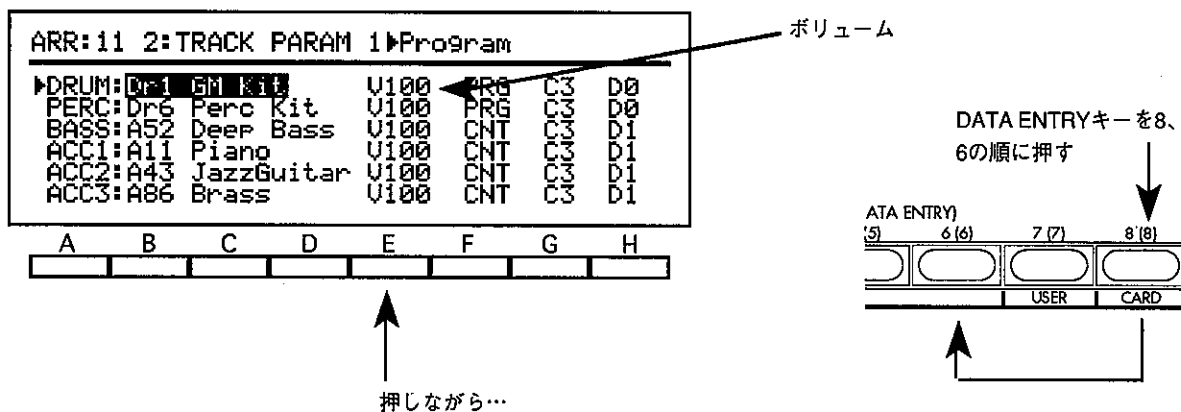 ARR:11 2:TRACK PARAM 1▶Program
ボリューム
▶DRUM:Dr1 GM Kit V100 PRG C3 D0
PERC:Dr6 Perc Kit V100 PRG C3 D0
BASS:A52 Deep Bass V100 CNT C3 D1
ACC1:A11 Piano V100 CNT C3 D1
ACC2:A43 JazzGuitar V100 CNT C3 D1
ACC3:A86 Brass V100 CNT C3 D1
A B C D E F G H
押しながら…
DATA ENTRYキーを8、
6の順に押す
ATA ENTRY)
(5) 6 (6) 7 (7) 8 (8)
USER CARD